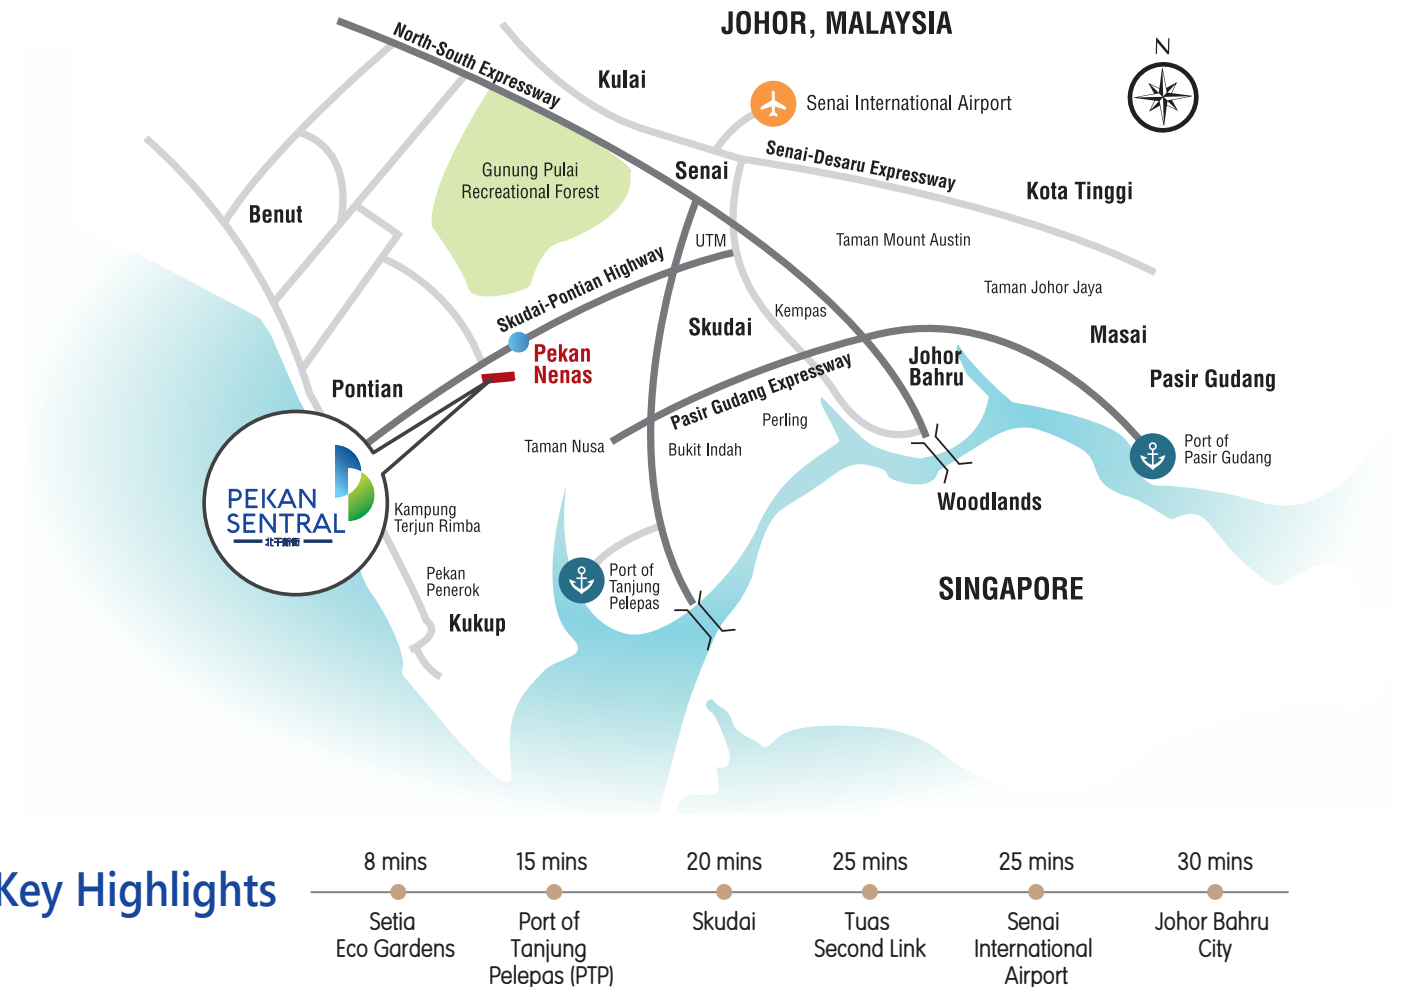 JOHOR, MALAYSIA
N
North-South Expressway
Kulai
Senai International Airport
Senai-Desaru Expressway
Gunung Pulai
Recreational Forest
Senai
Kota Tinggi
Benut
UTM
Taman Mount Austin
Skudai-Pontian Highway
Taman Johor Jaya
Kempas
Skudai
Masai
Pekan
Nenas
Johor
Bahru
Pontian
Pasir Gudang Expressway
Pasir Gudang
Perling
Taman Nusa
Bukit Indah
Port of
Pasir Gudang
PEKAN
SENTRAL
北干新街
Kampung
Terjun Rimba
Woodlands
Pekan
Penerok
Port of
Tanjung
Pelepas
SINGAPORE
Kukup
Key Highlights
8 mins
Setia
Eco Gardens
15 mins
Port of
Tanjung
Pelepas (PTP)
20 mins
Skudai
25 mins
Tuas
Second Link
25 mins
Senai
International
Airport
30 mins
Johor Bahru
City